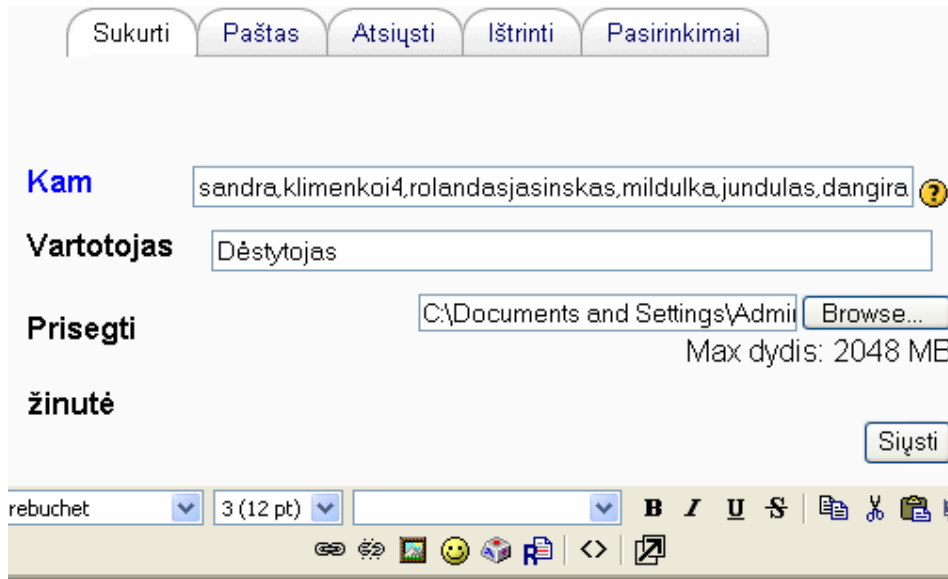 Sukurti Paštas Atsiųsti Ištrinti Pasirinkimai
Kam sandra,klimenkoi4,rolandasjasinskas,mildulka,jundulas,dangira
Vartotojas Dėstytojas
Prisegti C:\Documents and Settings\Admi Browse...
Max dydis: 2048 MB
žinutė
Siųsti
rebuchet 3 (12 pt) B I U S